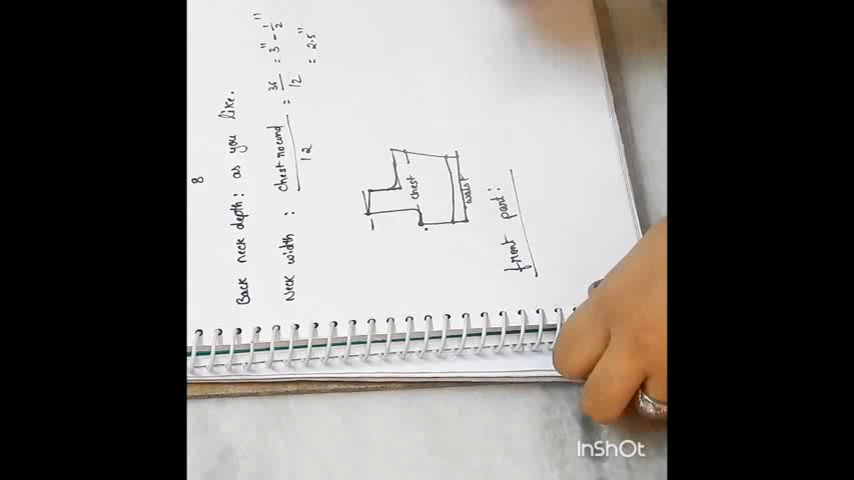 8
Back neck depth: as you like.
Neck width : chest round / 12 = 36 / 12 = 3" - 1/2"
= 2.5"
chest
waist
front part:
InShOt